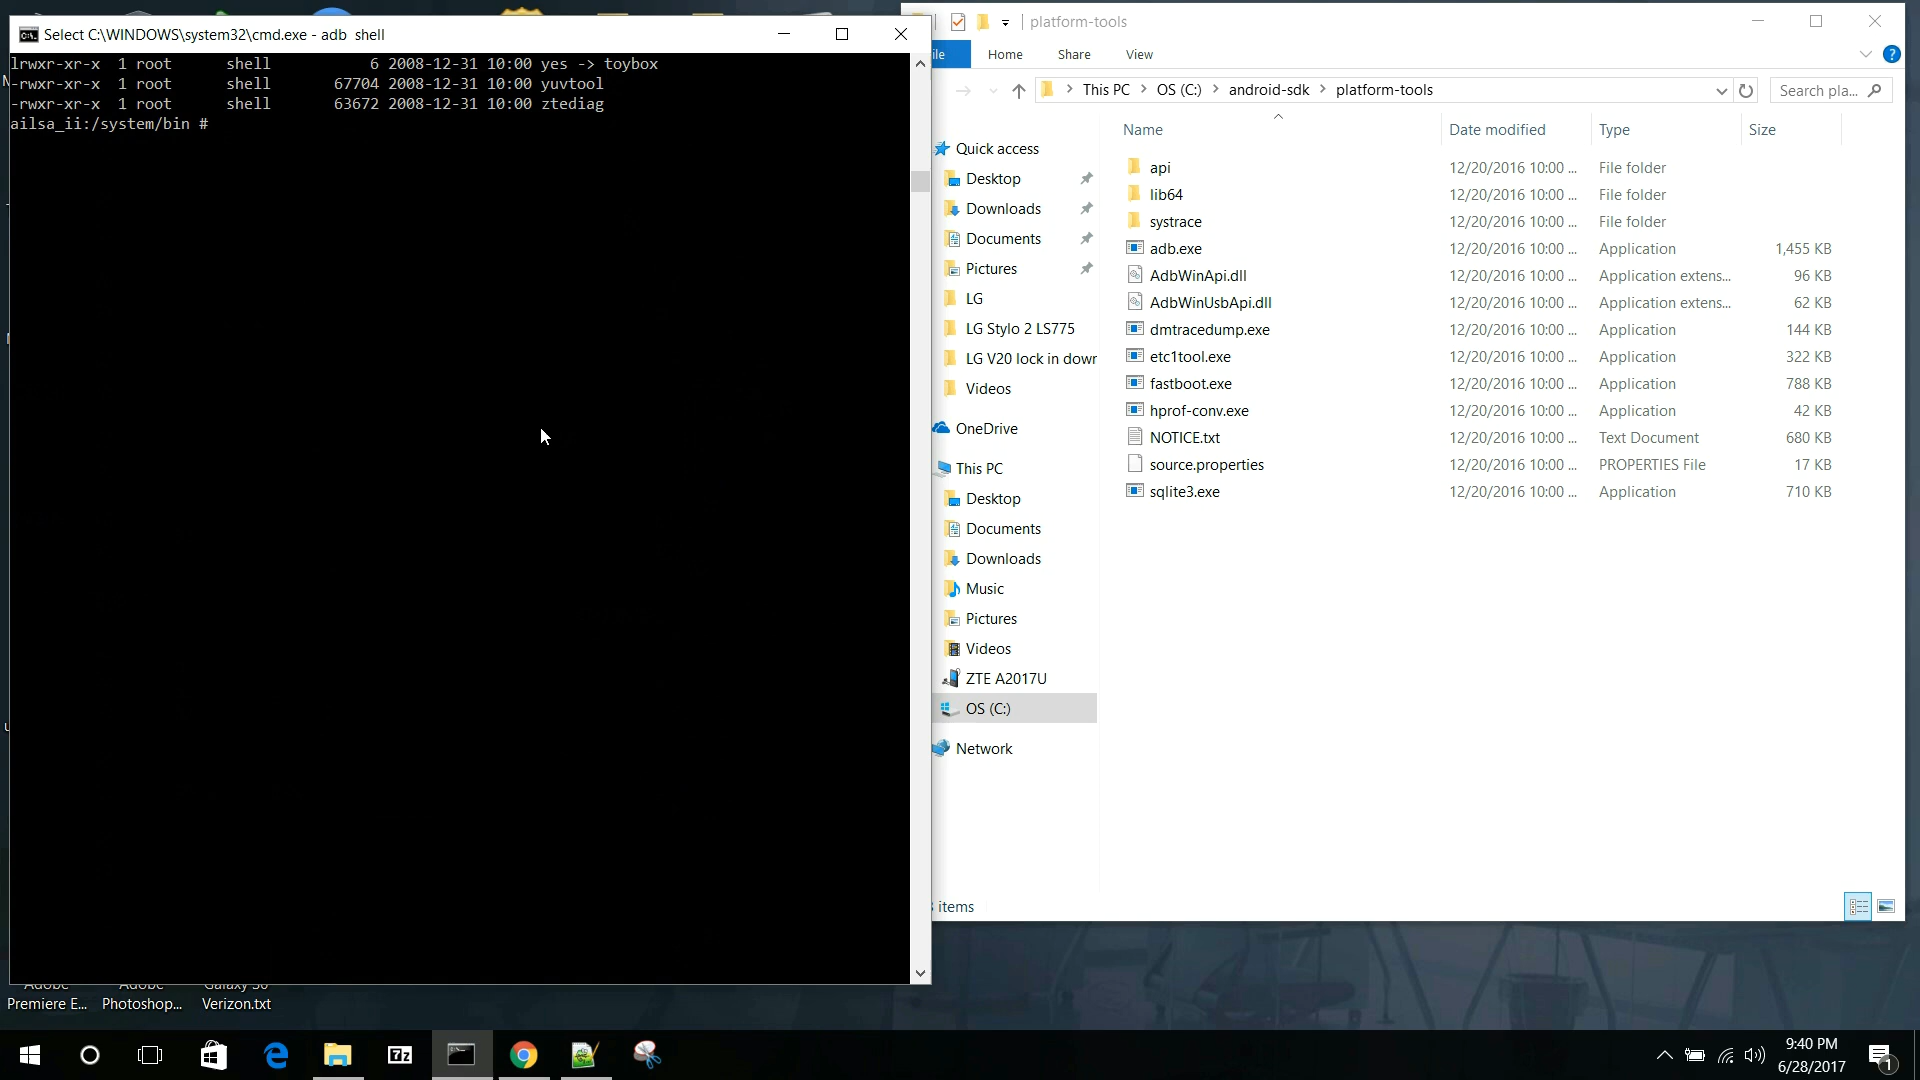 Select C:\WINDOWS\system32\cmd.exe - adb  shell
lrwxr-xr-x  1 root      shell           6 2008-12-31 10:00 yes -> toybox
-rwxr-xr-x  1 root      shell       67704 2008-12-31 10:00 yuvtool
-rwxr-xr-x  1 root      shell       63672 2008-12-31 10:00 ztediag
ailsa_ii:/system/bin #
platform-tools
ile Home Share View
This PC > OS (C:) > android-sdk > platform-tools
Search pla...
Name Date modified Type Size
Quick access
Desktop
Downloads
Documents
Pictures
LG
LG Stylo 2 LS775
LG V20 lock in dowr
Videos
OneDrive
This PC
Desktop
Documents
Downloads
Music
Pictures
Videos
ZTE A2017U
OS (C:)
Network
api 12/20/2016 10:00 ... File folder
lib64 12/20/2016 10:00 ... File folder
systrace 12/20/2016 10:00 ... File folder
adb.exe 12/20/2016 10:00 ... Application 1,455 KB
AdbWinApi.dll 12/20/2016 10:00 ... Application extens... 96 KB
AdbWinUsbApi.dll 12/20/2016 10:00 ... Application extens... 62 KB
dmtracedump.exe 12/20/2016 10:00 ... Application 144 KB
etc1tool.exe 12/20/2016 10:00 ... Application 322 KB
fastboot.exe 12/20/2016 10:00 ... Application 788 KB
hprof-conv.exe 12/20/2016 10:00 ... Application 42 KB
NOTICE.txt 12/20/2016 10:00 ... Text Document 680 KB
source.properties 12/20/2016 10:00 ... PROPERTIES File 17 KB
sqlite3.exe 12/20/2016 10:00 ... Application 710 KB
items
Adobe Adobe Galaxy S6
Premiere E... Photoshop... Verizon.txt
7z
9:40 PM
6/28/2017
1